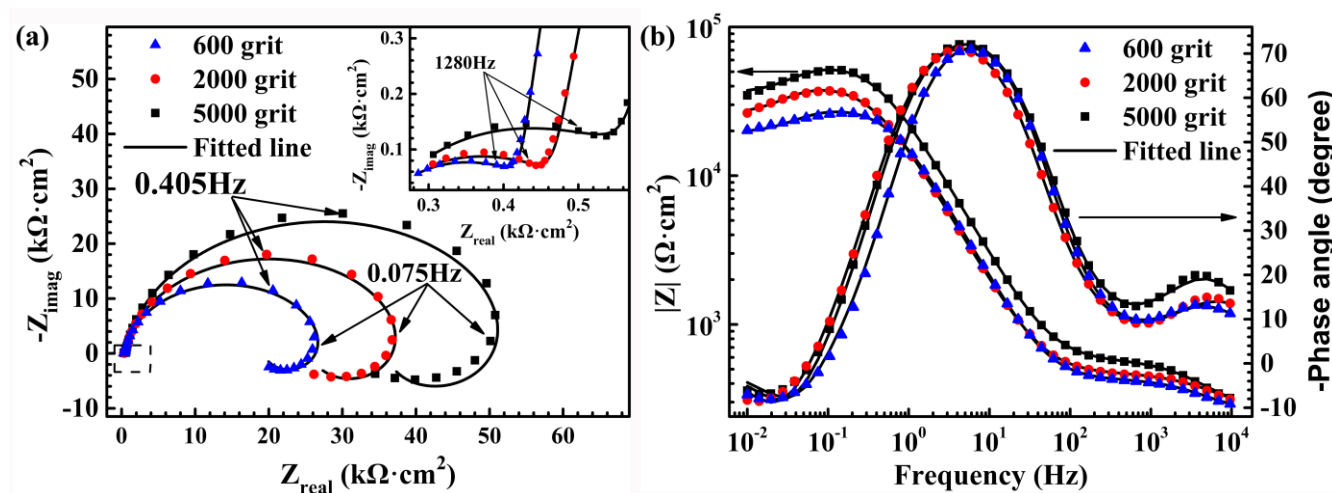 (a)
600 grit
2000 grit
5000 grit
Fitted line
0.405Hz
0.075Hz
-Z_imag (kΩ·cm²)
50
40
30
20
10
0
-10
0 10 20 30 40 50 60
Z_real (kΩ·cm²)
1280Hz
-Z_imag (kΩ·cm²)
0.3
0.2
0.1
0.3 0.4 0.5
Z_real (kΩ·cm²)
(b)
600 grit
2000 grit
5000 grit
Fitted line
|Z| (Ω·cm²)
10⁵
10⁴
10³
10⁻² 10⁻¹ 10⁰ 10¹ 10² 10³ 10⁴
Frequency (Hz)
70
60
50
40
30
20
10
0
-10
-Phase angle (degree)